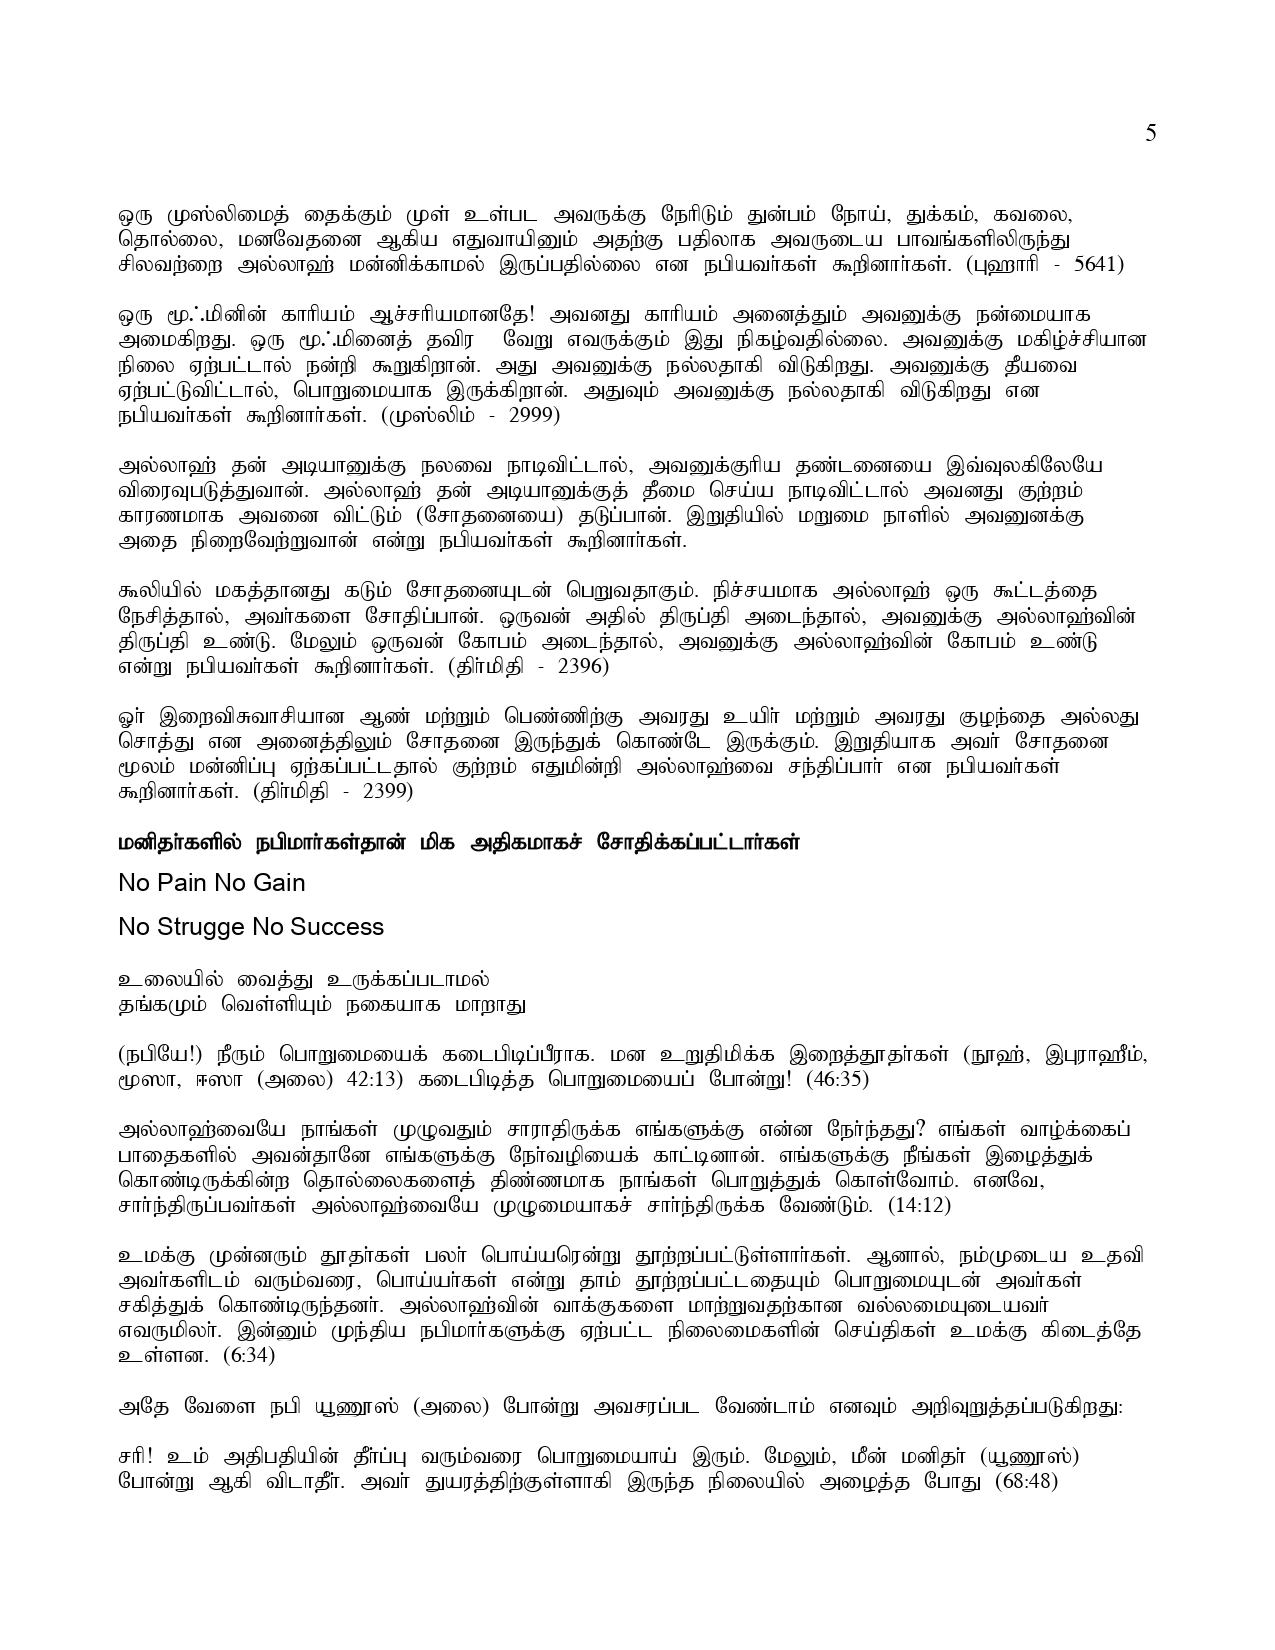 5
ஒரு முஸ்லிமைத் தைக்கும் முள் உள்பட அவருக்கு நேரிடும் துன்பம் நோய், துக்கம், கவலை,
தொல்லை, மனவேதனை ஆகிய எதுவாயினும் அதற்கு பதிலாக அவருடைய பாவங்களிலிருந்து
சிலவற்றை அல்லாஹ் மன்னிக்காமல் இருப்பதில்லை என நபியவர்கள் கூறினார்கள். (புஹாரி - 5641)
ஒரு மூஃமினின் காரியம் ஆச்சரியமானதே! அவனது காரியம் அனைத்தும் அவனுக்கு நன்மையாக
அமைகிறது. ஒரு மூஃமினைத் தவிர வேறு எவருக்கும் இது நிகழ்வதில்லை. அவனுக்கு மகிழ்ச்சியான
நிலை ஏற்பட்டால் நன்றி கூறுகிறான். அது அவனுக்கு நல்லதாகி விடுகிறது. அவனுக்கு தீயவை
ஏற்பட்டுவிட்டால், பொறுமையாக இருக்கிறான். அதுவும் அவனுக்கு நல்லதாகி விடுகிறது என
நபியவர்கள் கூறினார்கள். (முஸ்லிம் - 2999)
அல்லாஹ் தன் அடியானுக்கு நலவை நாடிவிட்டால், அவனுக்குரிய தண்டனையை இவ்வுலகிலேயே
விரைவுபடுத்துவான். அல்லாஹ் தன் அடியானுக்குத் தீமை செய்ய நாடிவிட்டால் அவனது குற்றம்
காரணமாக அவனை விட்டும் (சோதனையை) தடுப்பான். இறுதியில் மறுமை நாளில் அவனுனக்கு
அதை நிறைவேற்றுவான் என்று நபியவர்கள் கூறினார்கள்.
கூலியில் மகத்தானது கடும் சோதனையுடன் பெறுவதாகும். நிச்சயமாக அல்லாஹ் ஒரு கூட்டத்தை
நேசித்தால், அவர்களை சோதிப்பான். ஒருவன் அதில் திருப்தி அடைந்தால், அவனுக்கு அல்லாஹ்வின்
திருப்தி உண்டு. மேலும் ஒருவன் கோபம் அடைந்தால், அவனுக்கு அல்லாஹ்வின் கோபம் உண்டு
என்று நபியவர்கள் கூறினார்கள். (திர்மிதி - 2396)
ஓர் இறைவிசுவாசியான ஆண் மற்றும் பெண்ணிற்கு அவரது உயிர் மற்றும் அவரது குழந்தை அல்லது
சொத்து என அனைத்திலும் சோதனை இருந்துக் கொண்டே இருக்கும். இறுதியாக அவர் சோதனை
மூலம் மன்னிப்பு ஏற்கப்பட்டதால் குற்றம் எதுமின்றி அல்லாஹ்வை சந்திப்பார் என நபியவர்கள்
கூறினார்கள். (திர்மிதி - 2399)
மனிதர்களில் நபிமார்கள்தான் மிக அதிகமாகச் சோதிக்கப்பட்டார்கள்
No Pain No Gain
No Strugge No Success
உலையில் வைத்து உருக்கப்படாமல்
தங்கமும் வெள்ளியும் நகையாக மாறாது
(நபியே!) நீரும் பொறுமையைக் கடைபிடிப்பீராக. மன உறுதிமிக்க இறைத்தூதர்கள் (நூஹ், இபுராஹீம்,
மூஸா, ஈஸா (அலை) 42:13) கடைபிடித்த பொறுமையைப் போன்று! (46:35)
அல்லாஹ்வையே நாங்கள் முழுவதும் சாராதிருக்க எங்களுக்கு என்ன நேர்ந்தது? எங்கள் வாழ்க்கைப்
பாதைகளில் அவன்தானே எங்களுக்கு நேர்வழியைக் காட்டினான். எங்களுக்கு நீங்கள் இழைத்துக்
கொண்டிருக்கின்ற தொல்லைகளைத் திண்ணமாக நாங்கள் பொறுத்துக் கொள்வோம். எனவே,
சார்ந்திருப்பவர்கள் அல்லாஹ்வையே முழுமையாகச் சார்ந்திருக்க வேண்டும். (14:12)
உமக்கு முன்னரும் தூதர்கள் பலர் பொய்யரென்று தூற்றப்பட்டுள்ளார்கள். ஆனால், நம்முடைய உதவி
அவர்களிடம் வரும்வரை, பொய்யர்கள் என்று தாம் தூற்றப்பட்டதையும் பொறுமையுடன் அவர்கள்
சகித்துக் கொண்டிருந்தனர். அல்லாஹ்வின் வாக்குகளை மாற்றுவதற்கான வல்லமையுடையவர்
எவருமிலர். இன்னும் முந்திய நபிமார்களுக்கு ஏற்பட்ட நிலைமைகளின் செய்திகள் உமக்கு கிடைத்தே
உள்ளன. (6:34)
அதே வேளை நபி யூணூஸ் (அலை) போன்று அவசரப்பட வேண்டாம் எனவும் அறிவுறுத்தப்படுகிறது:
சரி! உம் அதிபதியின் தீர்ப்பு வரும்வரை பொறுமையாய் இரும். மேலும், மீன் மனிதர் (யூணூஸ்)
போன்று ஆகி விடாதீர். அவர் துயரத்திற்குள்ளாகி இருந்த நிலையில் அழைத்த போது (68:48)